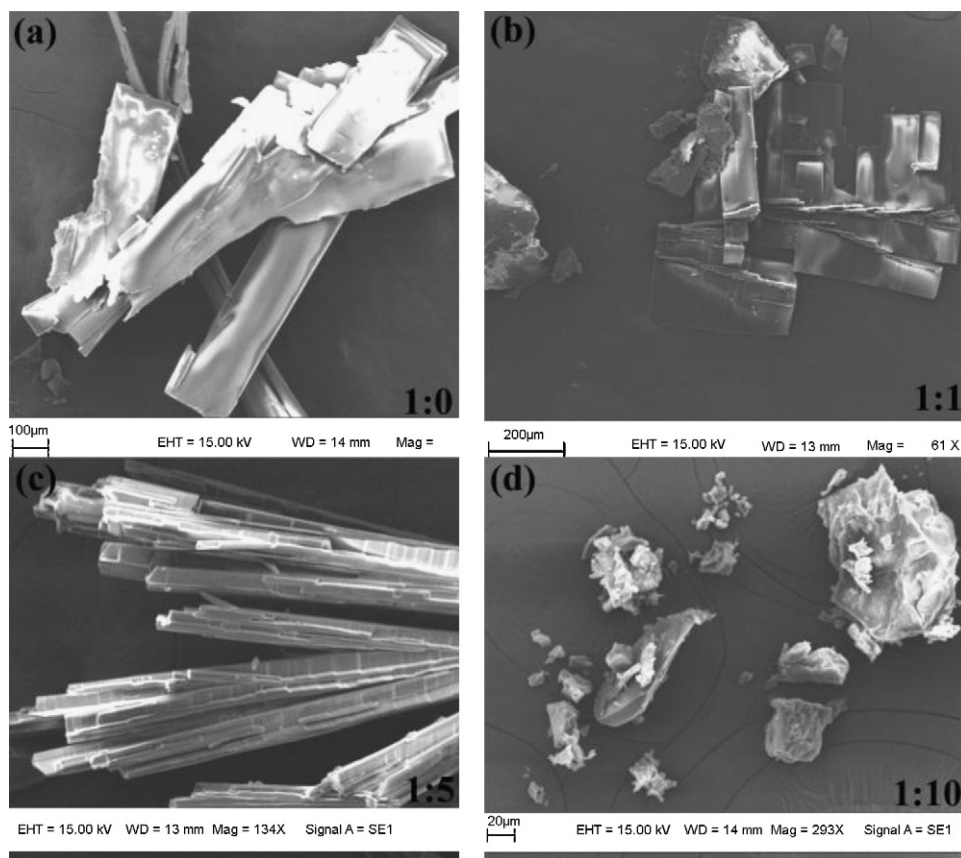 (a)
1:0
100μm
EHT = 15.00 kV WD = 14 mm Mag =
(b)
1:1
200μm
EHT = 15.00 kV WD = 13 mm Mag = 61 X
(c)
1:5
EHT = 15.00 kV WD = 13 mm Mag = 134X Signal A = SE1
(d)
1:10
20μm
EHT = 15.00 kV WD = 14 mm Mag = 293X Signal A = SE1